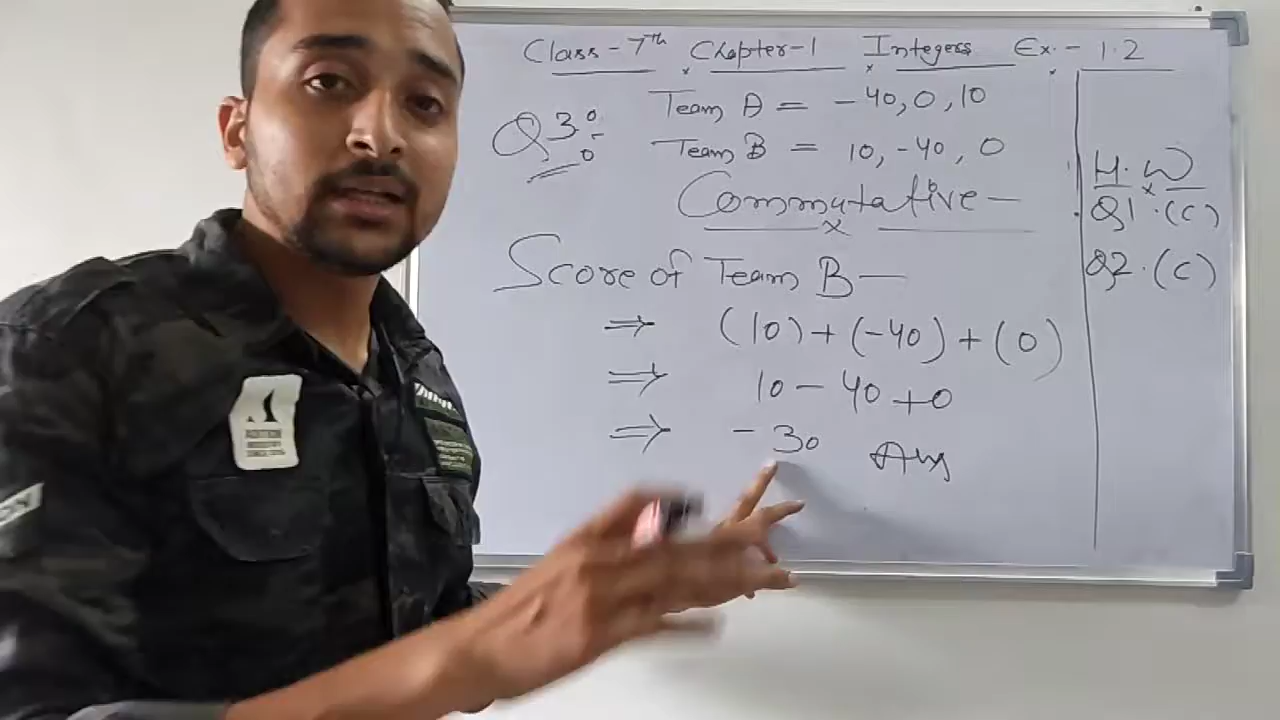 Class-7th Chapter-1 Integers Ex.- 1.2
Q3:- Team A = -40, 0, 10
Team B = 10, -40, 0
Commutative-
Score of Team B-
⇒ (10)+(-40)+(0)
⇒ 10-40+0
⇒ -30 Ans
H.W
Q1.(C)
Q2.(C)